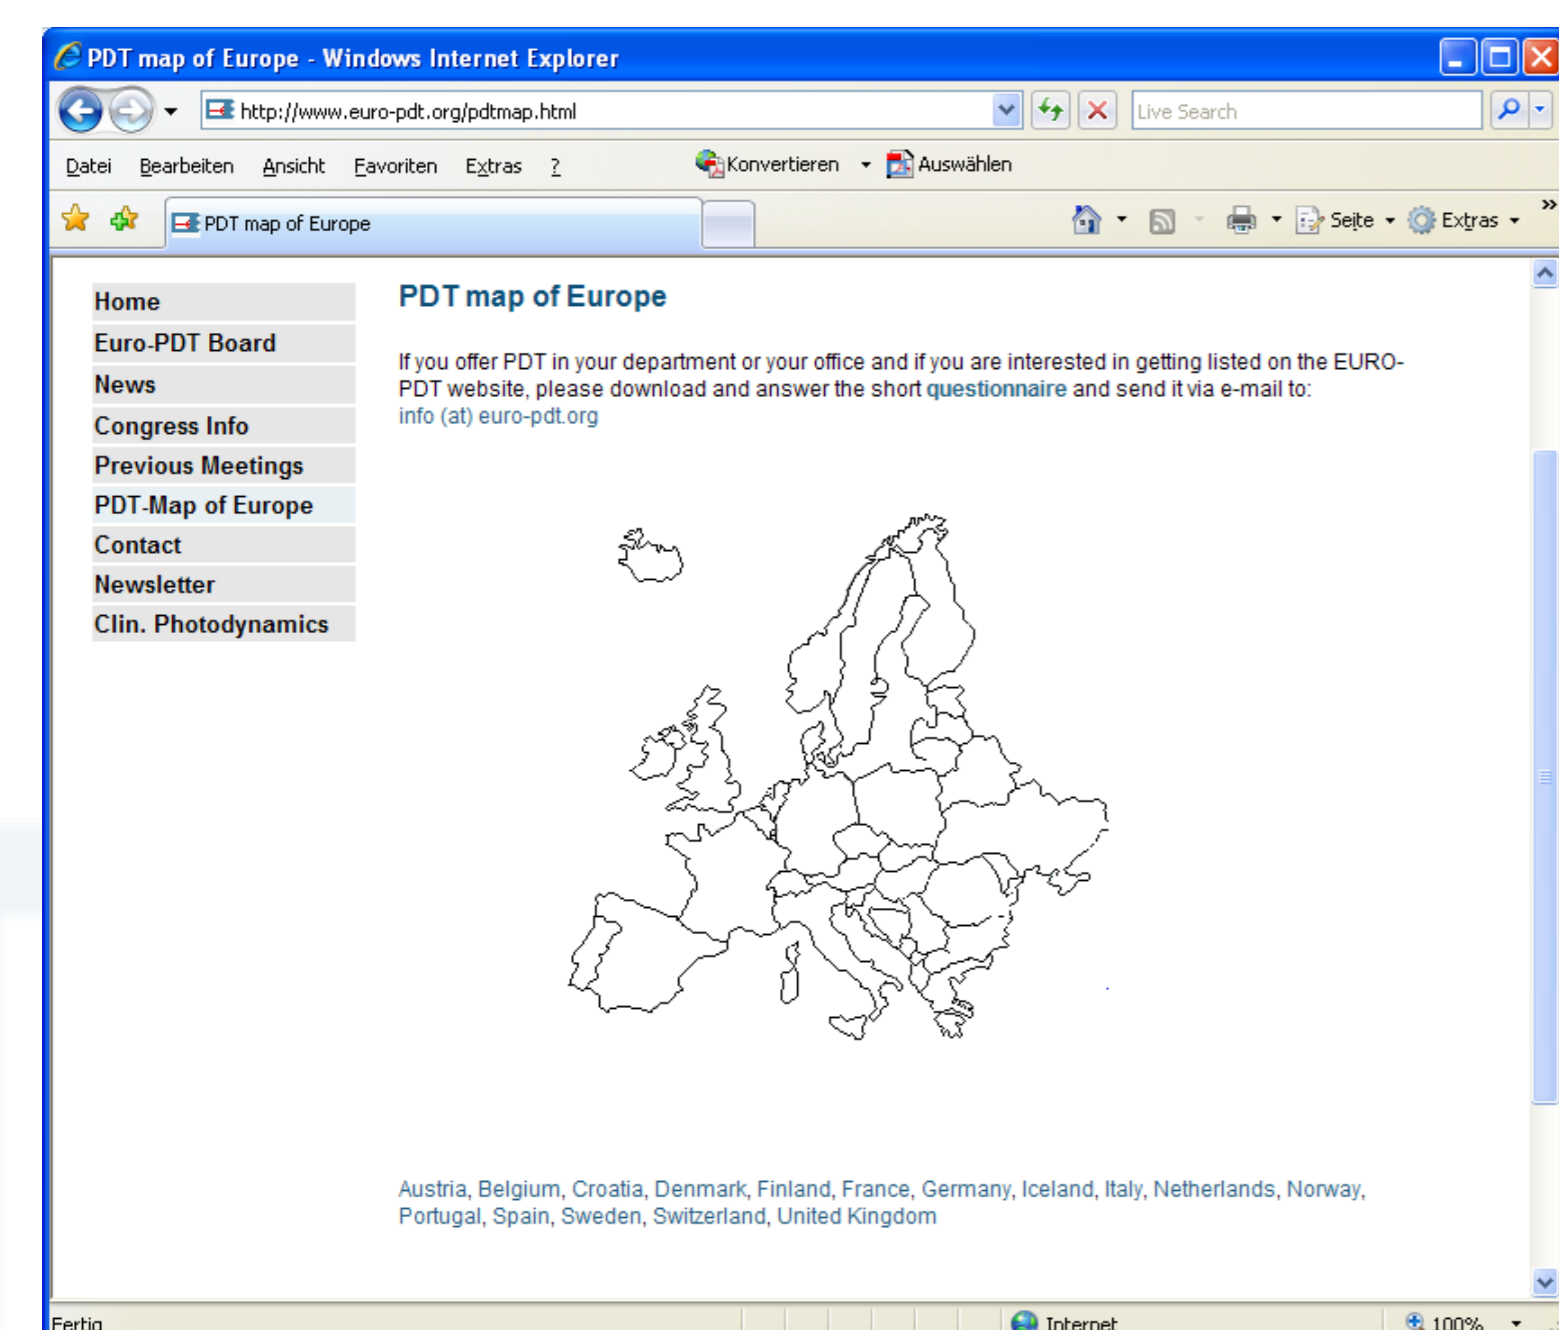 PDT map of Europe - Windows Internet Explorer
http://www.euro-pdt.org/pdtmap.html
Live Search
Datei Bearbeiten Ansicht Favoriten Extras ? Konvertieren Auswählen
PDT map of Europe
Seite Extras »
Home
Euro-PDT Board
News
Congress Info
Previous Meetings
PDT-Map of Europe
Contact
Newsletter
Clin. Photodynamics
PDT map of Europe
If you offer PDT in your department or your office and if you are interested in getting listed on the EURO-
PDT website, please download and answer the short questionnaire and send it via e-mail to:
info (at) euro-pdt.org
Austria, Belgium, Croatia, Denmark, Finland, France, Germany, Iceland, Italy, Netherlands, Norway,
Portugal, Spain, Sweden, Switzerland, United Kingdom
Fertig Internet 100%